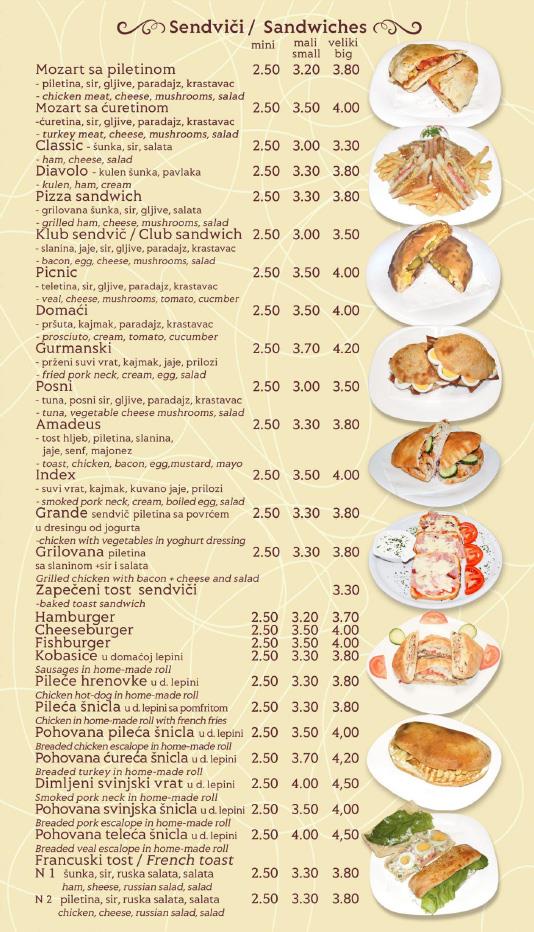 Sendviči / Sandwiches
mini mali small veliki big
Mozart sa piletinom 2.50 3.20 3.80
- piletina, sir, gljive, paradajz, krastavac
- chicken meat, cheese, mushrooms, salad
Mozart sa ćuretinom 2.50 3.50 4.00
-ćuretina, sir, gljive, paradajz, krastavac
- turkey meat, cheese, mushrooms, salad
Classic - šunka, sir, salata 2.50 3.00 3.30
- ham, cheese, salad
Diavolo - kulen šunka, pavlaka 2.50 3.30 3.80
- kulen, ham, cream
Pizza sandwich 2.50 3.30 3.80
- grilovana šunka, sir, gljive, salata
- grilled ham, cheese, mushrooms, salad
Klub sendvič / Club sandwich 2.50 3.00 3.50
- slanina, jaje, sir, gljive, paradajz, krastavac
- bacon, egg, cheese, mushrooms, salad
Picnic 2.50 3.50 4.00
- teletina, sir, gljive, paradajz, krastavac
- veal, cheese, mushrooms, tomato, cucmber
Domaći 2.50 3.50 4.00
- pršuta, kajmak, paradajz, krastavac
- prosciuto, cream, tomato, cucumber
Gurmanski 2.50 3.70 4.20
- prženi suvi vrat, kajmak, jaje, prilozi
- fried pork neck, cream, egg, salad
Posni 2.50 3.00 3.50
- tuna, posni sir, gljive, paradajz, krastavac
- tuna, vegetable cheese mushrooms, salad
Amadeus 2.50 3.30 3.80
- tost hljeb, piletina, slanina,
jaje, senf, majonez
- toast, chicken, bacon, egg,mustard, mayo
Index 2.50 3.50 4.00
- suvi vrat, kajmak, kuvano jaje, prilozi
- smoked pork neck, cream, boiled egg, salad
Grande sendvič piletina sa povrćem 2.50 3.30 3.80
u dresingu od jogurta
-chicken with vegetables in yoghurt dressing
Grilovana piletina 2.50 3.30 3.80
sa slaninom +sir i salata
Grilled chicken with bacon + cheese and salad
Zapečeni tost sendviči 3.30
-baked toast sandwich
Hamburger 2.50 3.20 3.70
Cheeseburger 2.50 3.50 4.00
Fishburger 2.50 3.50 4.00
Kobasice u domaćoj lepini 2.50 3.30 3.80
Sausages in home-made roll
Pileće hrenovke u d. lepini 2.50 3.30 3.80
Chicken hot-dog in home-made roll
Pileća šnicla u d. lepini sa pomfritom 2.50 3.30 3.80
Chicken in home-made roll with french fries
Pohovana pileća šnicla u d. lepini 2.50 3.50 4,00
Breaded chicken escalope in home-made roll
Pohovana ćureća šnicla u d. lepini 2.50 3.70 4,20
Breaded turkey in home-made roll
Dimljeni svinjski vrat u d. lepini 2.50 4.00 4,50
Smoked pork neck in home-made roll
Pohovana svinjska šnicla u d. lepini 2.50 3.50 4,00
Breaded pork escalope in home-made roll
Pohovana teleća šnicla u d. lepini 2.50 4.00 4,50
Breaded veal escalope in home-made roll
Francuski tost / French toast
N 1 šunka, sir, ruska salata, salata 2.50 3.30 3.80
ham, sheese, russian salad, salad
N 2 piletina, sir, ruska salata, salata 2.50 3.30 3.80
chicken, cheese, russian salad, salad